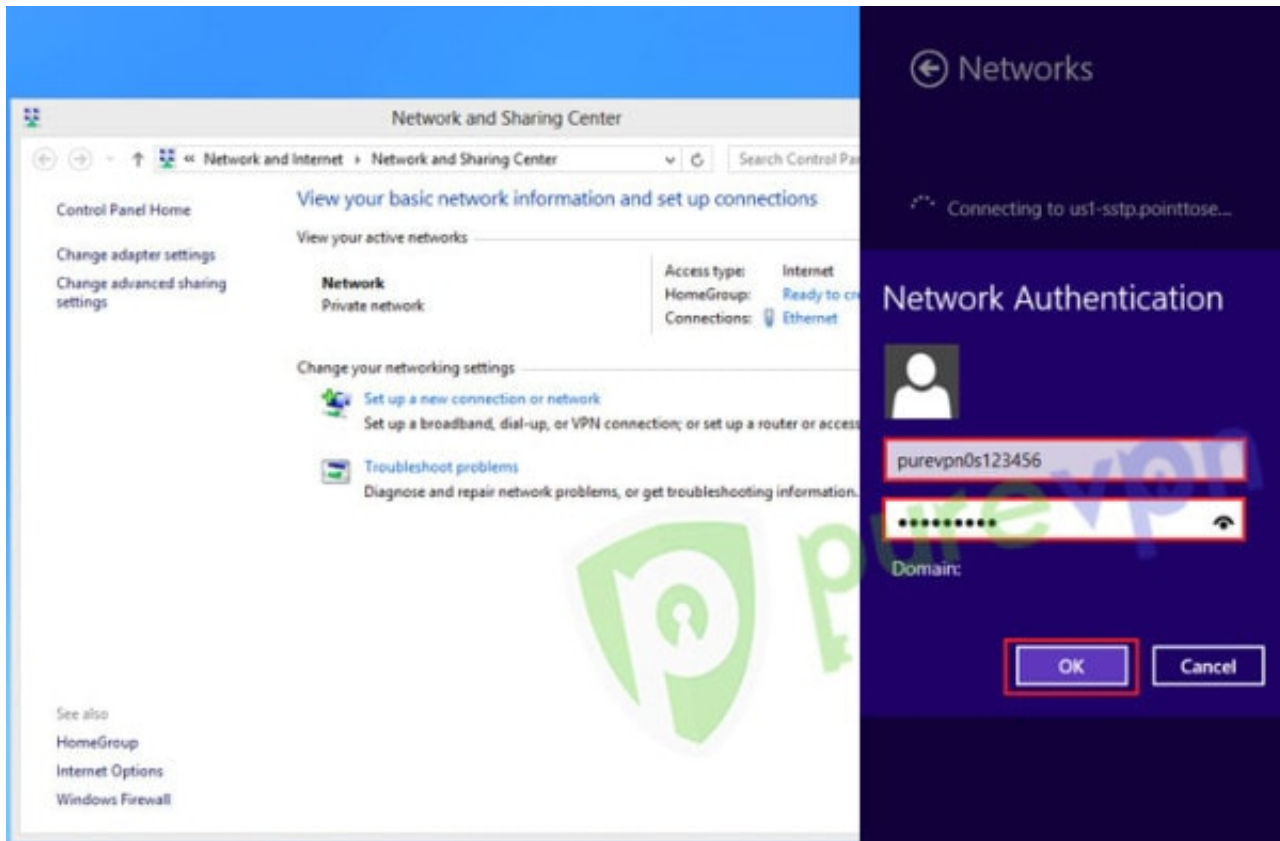 Networks
Network and Sharing Center
« Network and Internet › Network and Sharing Center
Search Control Pa
Connecting to us1-sstp.pointtose...
Control Panel Home
Change adapter settings
Change advanced sharing
settings
View your basic network information and set up connections
View your active networks
Network
Private network
Access type: Internet
HomeGroup: Ready to cr
Connections: Ethernet
Change your networking settings
Set up a new connection or network
Set up a broadband, dial-up, or VPN connection; or set up a router or access
Troubleshoot problems
Diagnose and repair network problems, or get troubleshooting information.
See also
HomeGroup
Internet Options
Windows Firewall
Network Authentication
purevpn0s123456
•••••••••
Domain:
OK
Cancel
purevpn